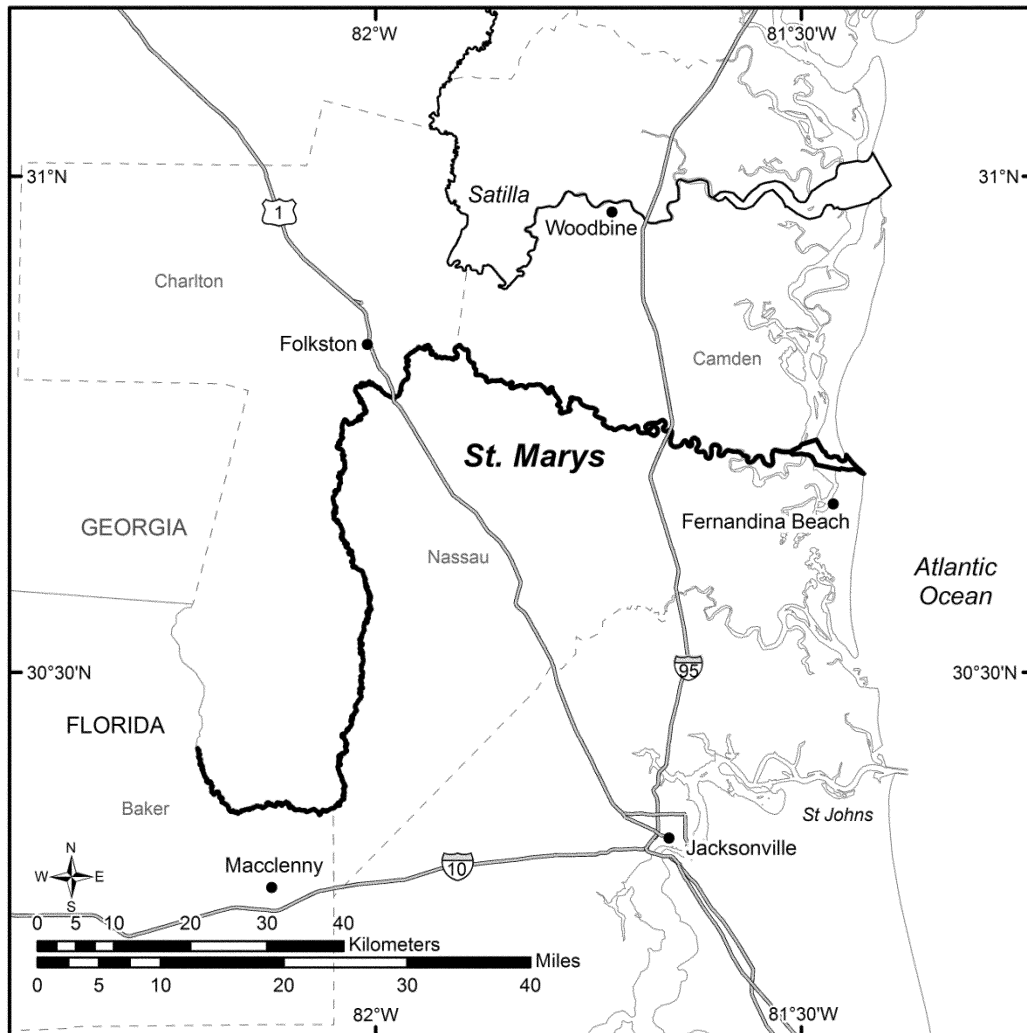 82°W
81°30'W
31°N
31°N
Satilla
1
Woodbine
Charlton
Folkston
Camden
St. Marys
Fernandina Beach
GEORGIA
Nassau
Atlantic
Ocean
30°30'N
95
30°30'N
FLORIDA
Baker
St Johns
Jacksonville
N
W E
S
Macclenny
10
0 5 10 20 30 40
Kilometers
Miles
0 5 10 20 30 40
82°W
81°30'W